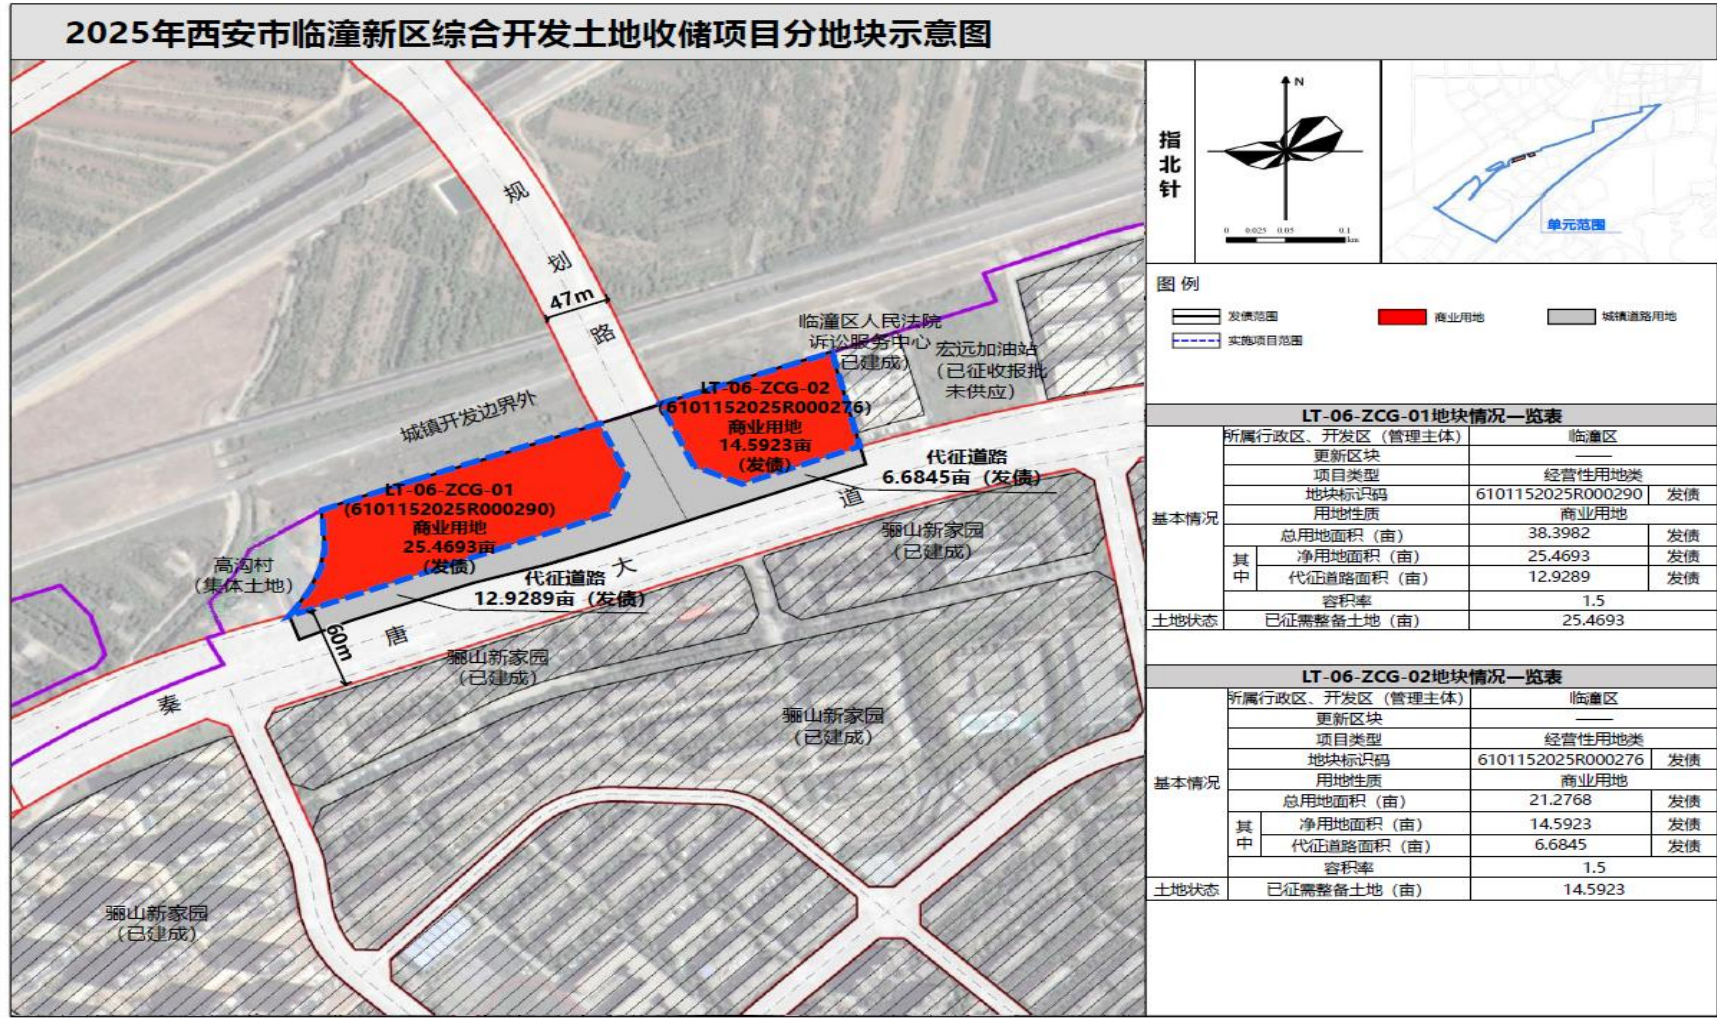 2025年西安市临潼新区综合开发土地收储项目分地块示意图
规
划
47m
路
临潼区人民法院
诉讼服务中心
(已建成)
宏远加油站
(已征收报批
未供应)
城镇开发边界外
LT-06-ZCG-02
(6101152025R000276)
商业用地
14.5923亩
(发债)
代征道路
6.6845亩 (发债)
LT-06-ZCG-01
(6101152025R000290)
商业用地
25.4693亩
(发债)
代征道路
12.9289亩 (发债)
高沟村
(集体土地)
60m
秦
唐
大
道
骊山新家园
(已建成)
骊山新家园
(已建成)
骊山新家园
(已建成)
骊山新家园
(已建成)
指
北
针
N
0 0.025 0.05 0.1
km
单元范围
图 例
发债范围
商业用地
城镇道路用地
实施项目范围
LT-06-ZCG-01地块情况一览表
基本情况
所属行政区、开发区（管理主体） 临潼区
更新区块 ——
项目类型 经营性用地类
地块标识码 6101152025R000290 发债
用地性质 商业用地
总用地面积（亩） 38.3982 发债
其中
净用地面积（亩） 25.4693 发债
代征道路面积（亩） 12.9289 发债
容积率 1.5
土地状态 已征需整备土地（亩） 25.4693
LT-06-ZCG-02地块情况一览表
基本情况
所属行政区、开发区（管理主体） 临潼区
更新区块 ——
项目类型 经营性用地类
地块标识码 6101152025R000276 发债
用地性质 商业用地
总用地面积（亩） 21.2768 发债
其中
净用地面积（亩） 14.5923 发债
代征道路面积（亩） 6.6845 发债
容积率 1.5
土地状态 已征需整备土地（亩） 14.5923